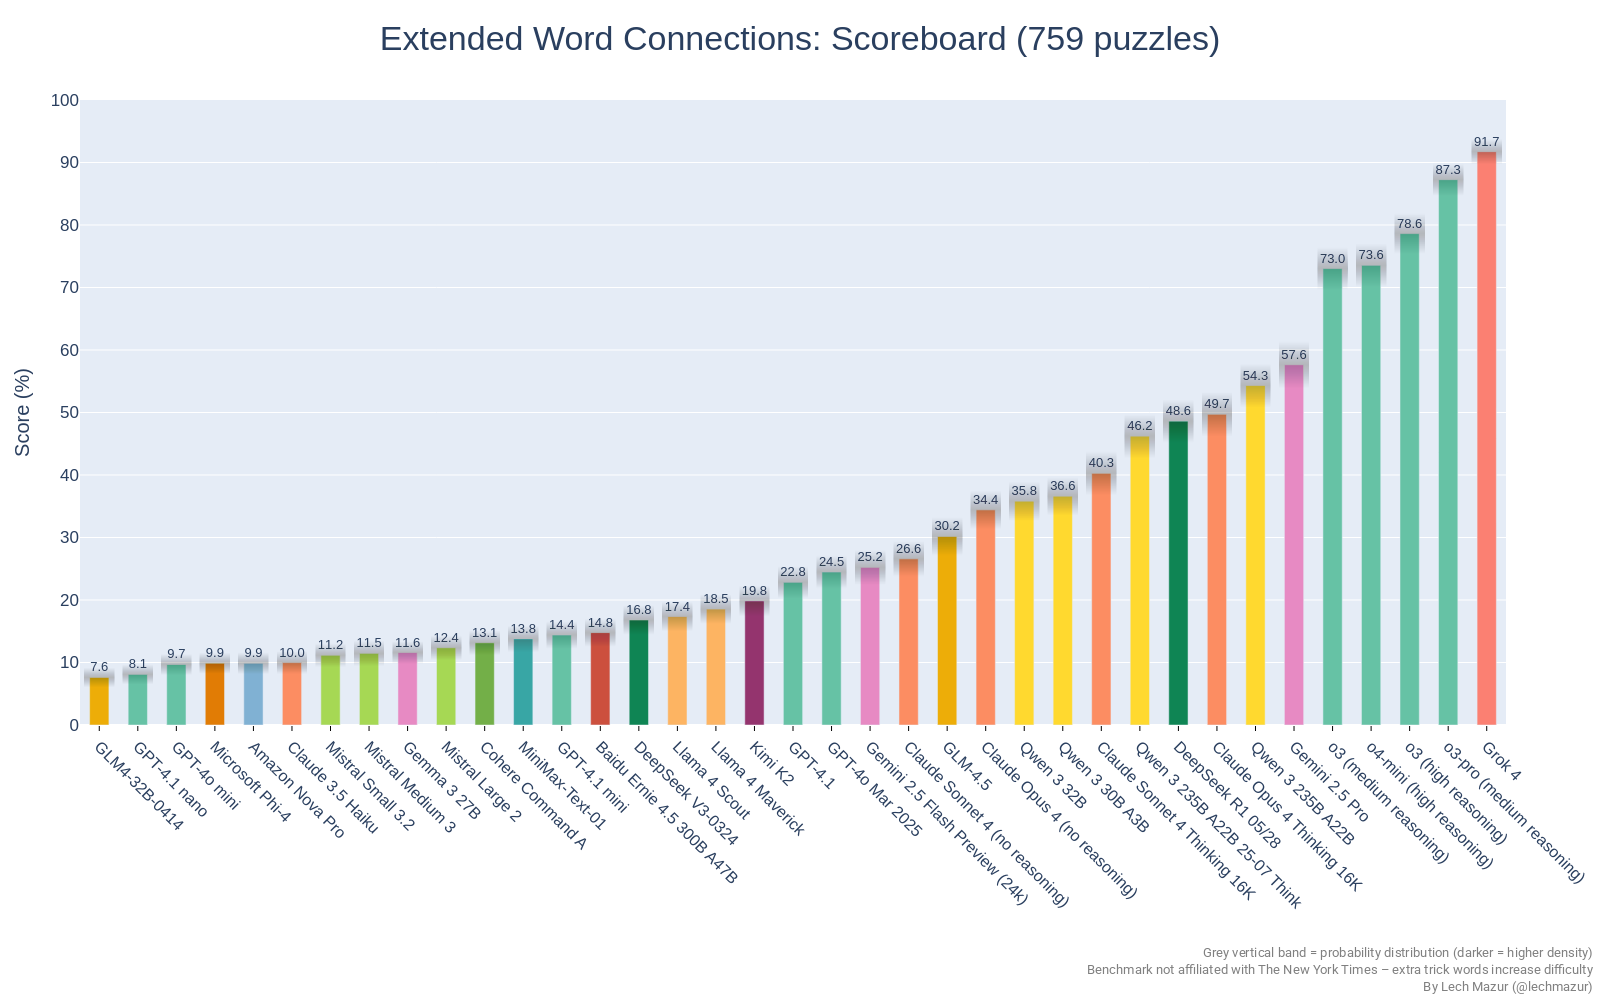 Extended Word Connections: Scoreboard (759 puzzles)
Score (%)
100
90
80
70
60
50
40
30
20
10
0
7.6
8.1
9.7
9.9
9.9
10.0
11.2
11.5
11.6
12.4
13.1
13.8
14.4
14.8
16.8
17.4
18.5
19.8
22.8
24.5
25.2
26.6
30.2
34.4
35.8
36.6
40.3
46.2
48.6
49.7
54.3
57.6
73.0
73.6
78.6
87.3
91.7
GLM4-32B-0414
GPT-4.1 nano
GPT-4o mini
Microsoft Phi-4
Amazon Nova Pro
Claude 3.5 Haiku
Mistral Small 3.2
Mistral Medium 3
Gemma 3 27B
Mistral Large 2
Cohere Command A
MiniMax-Text-01
GPT-4.1 mini
Baidu Ernie 4.5 300B A47B
DeepSeek V3-0324
Llama 4 Scout
Llama 4 Maverick
Kimi K2
GPT-4.1
GPT-4o Mar 2025
Gemini 2.5 Flash Preview (24k)
Claude Sonnet 4 (no reasoning)
GLM-4.5
Claude Opus 4 (no reasoning)
Qwen 3 32B
Qwen 3 30B A3B
Claude Sonnet 4 Thinking 16K
Qwen 3 235B A22B 25-07 Think
DeepSeek R1 05/28
Claude Opus 4 Thinking 16K
Qwen 3 235B A22B
Gemini 2.5 Pro
o3 (medium reasoning)
o4-mini (high reasoning)
o3 (high reasoning)
o3-pro (medium reasoning)
Grok 4
Grey vertical band = probability distribution (darker = higher density)
Benchmark not affiliated with The New York Times – extra trick words increase difficulty
By Lech Mazur (@lechmazur)